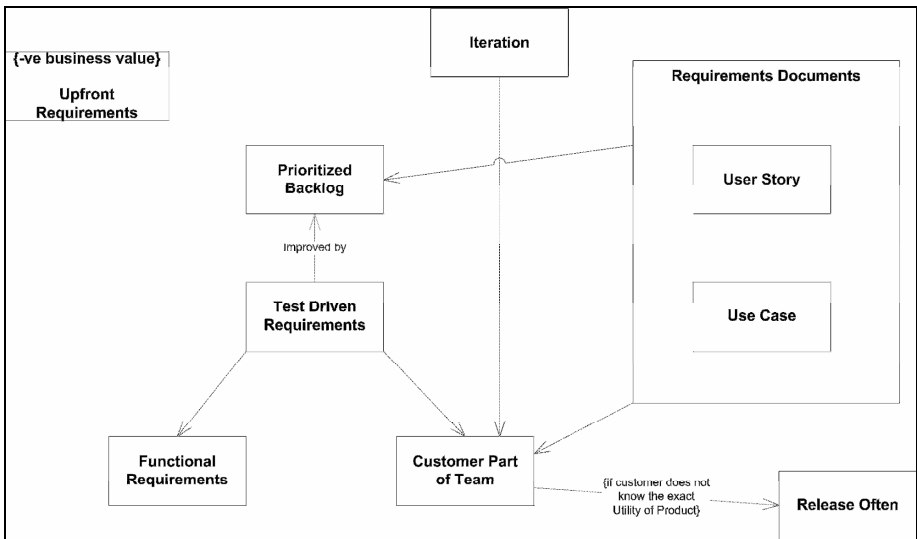 Iteration
{-ve business value}
Upfront
Requirements
Requirements Documents
Prioritized
Backlog
User Story
Improved by
Test Driven
Requirements
Use Case
Functional
Requirements
Customer Part
of Team
{if customer does not
know the exact
Utility of Product}
Release Often